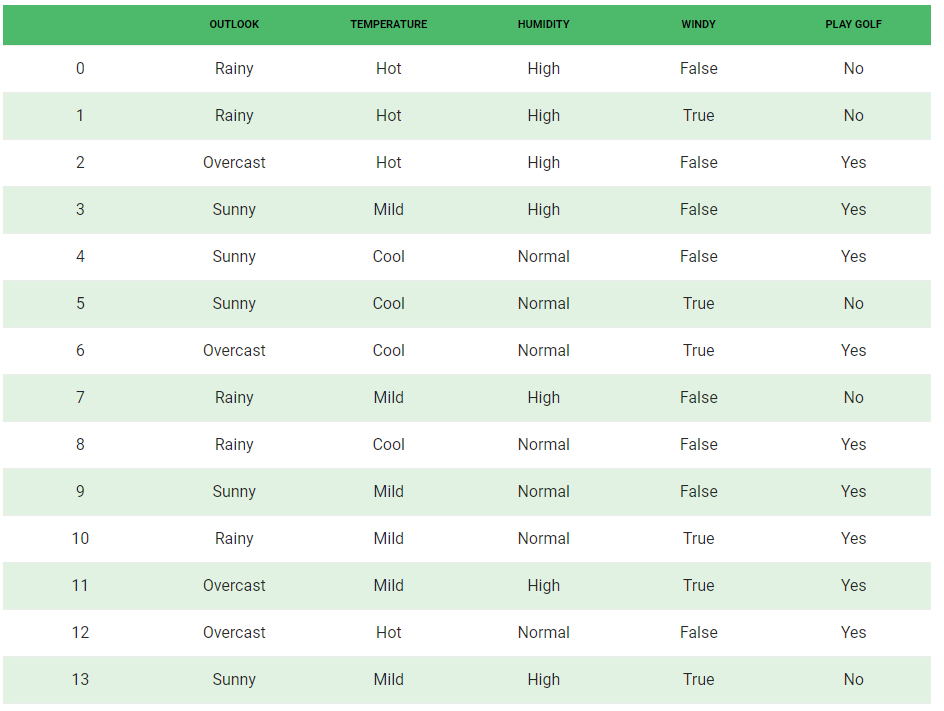 OUTLOOK TEMPERATURE HUMIDITY WINDY PLAY GOLF
0 Rainy Hot High False No
1 Rainy Hot High True No
2 Overcast Hot High False Yes
3 Sunny Mild High False Yes
4 Sunny Cool Normal False Yes
5 Sunny Cool Normal True No
6 Overcast Cool Normal True Yes
7 Rainy Mild High False No
8 Rainy Cool Normal False Yes
9 Sunny Mild Normal False Yes
10 Rainy Mild Normal True Yes
11 Overcast Mild High True Yes
12 Overcast Hot Normal False Yes
13 Sunny Mild High True No